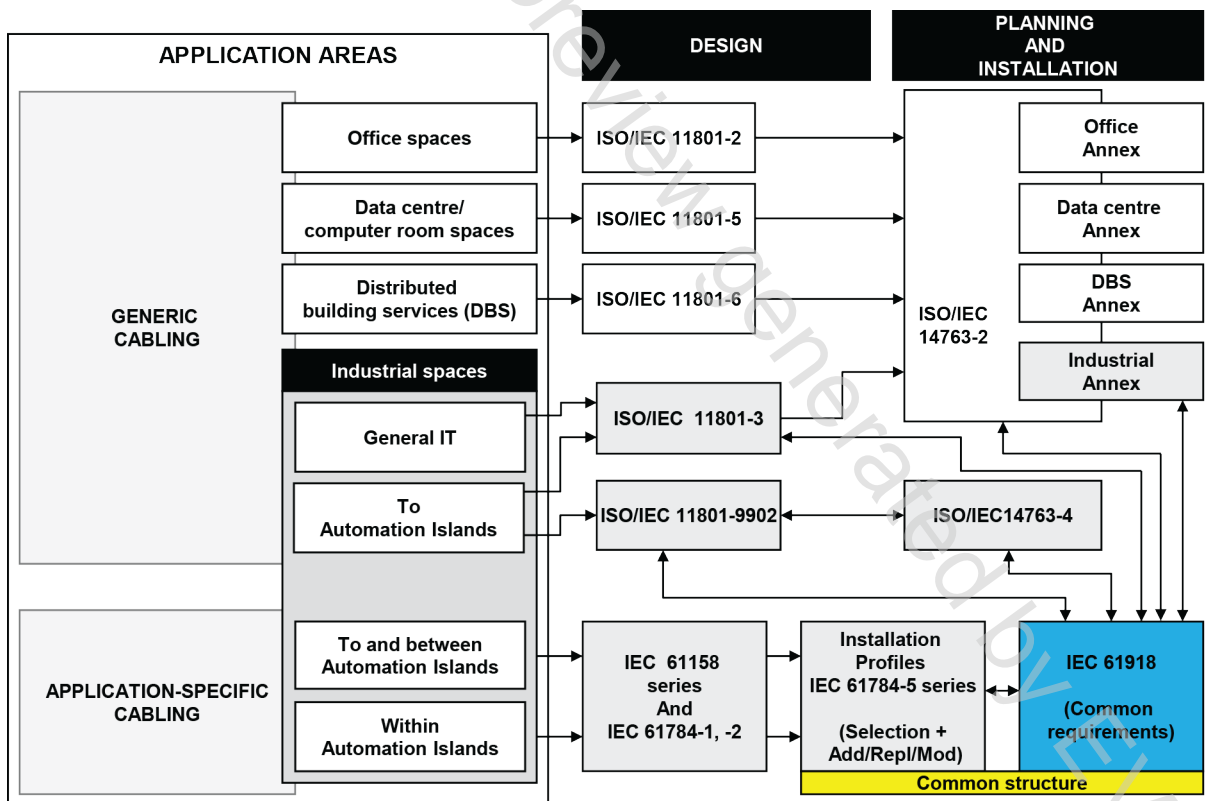 APPLICATION AREAS
DESIGN
PLANNING
AND
INSTALLATION
GENERIC
CABLING
Office spaces
ISO/IEC 11801-2
Office
Annex
Data centre/
computer room spaces
ISO/IEC 11801-5
Data centre
Annex
Distributed
building services (DBS)
ISO/IEC 11801-6
DBS
Annex
ISO/IEC
14763-2
Industrial spaces
Industrial
Annex
General IT
ISO/IEC 11801-3
To
Automation Islands
ISO/IEC 11801-9902
ISO/IEC14763-4
APPLICATION-SPECIFIC
CABLING
To and between
Automation Islands
Within
Automation Islands
IEC 61158
series
And
IEC 61784-1, -2
Installation
Profiles
IEC 61784-5 series
(Selection +
Add/Repl/Mod)
IEC 61918
(Common
requirements)
Common structure
preview generated by